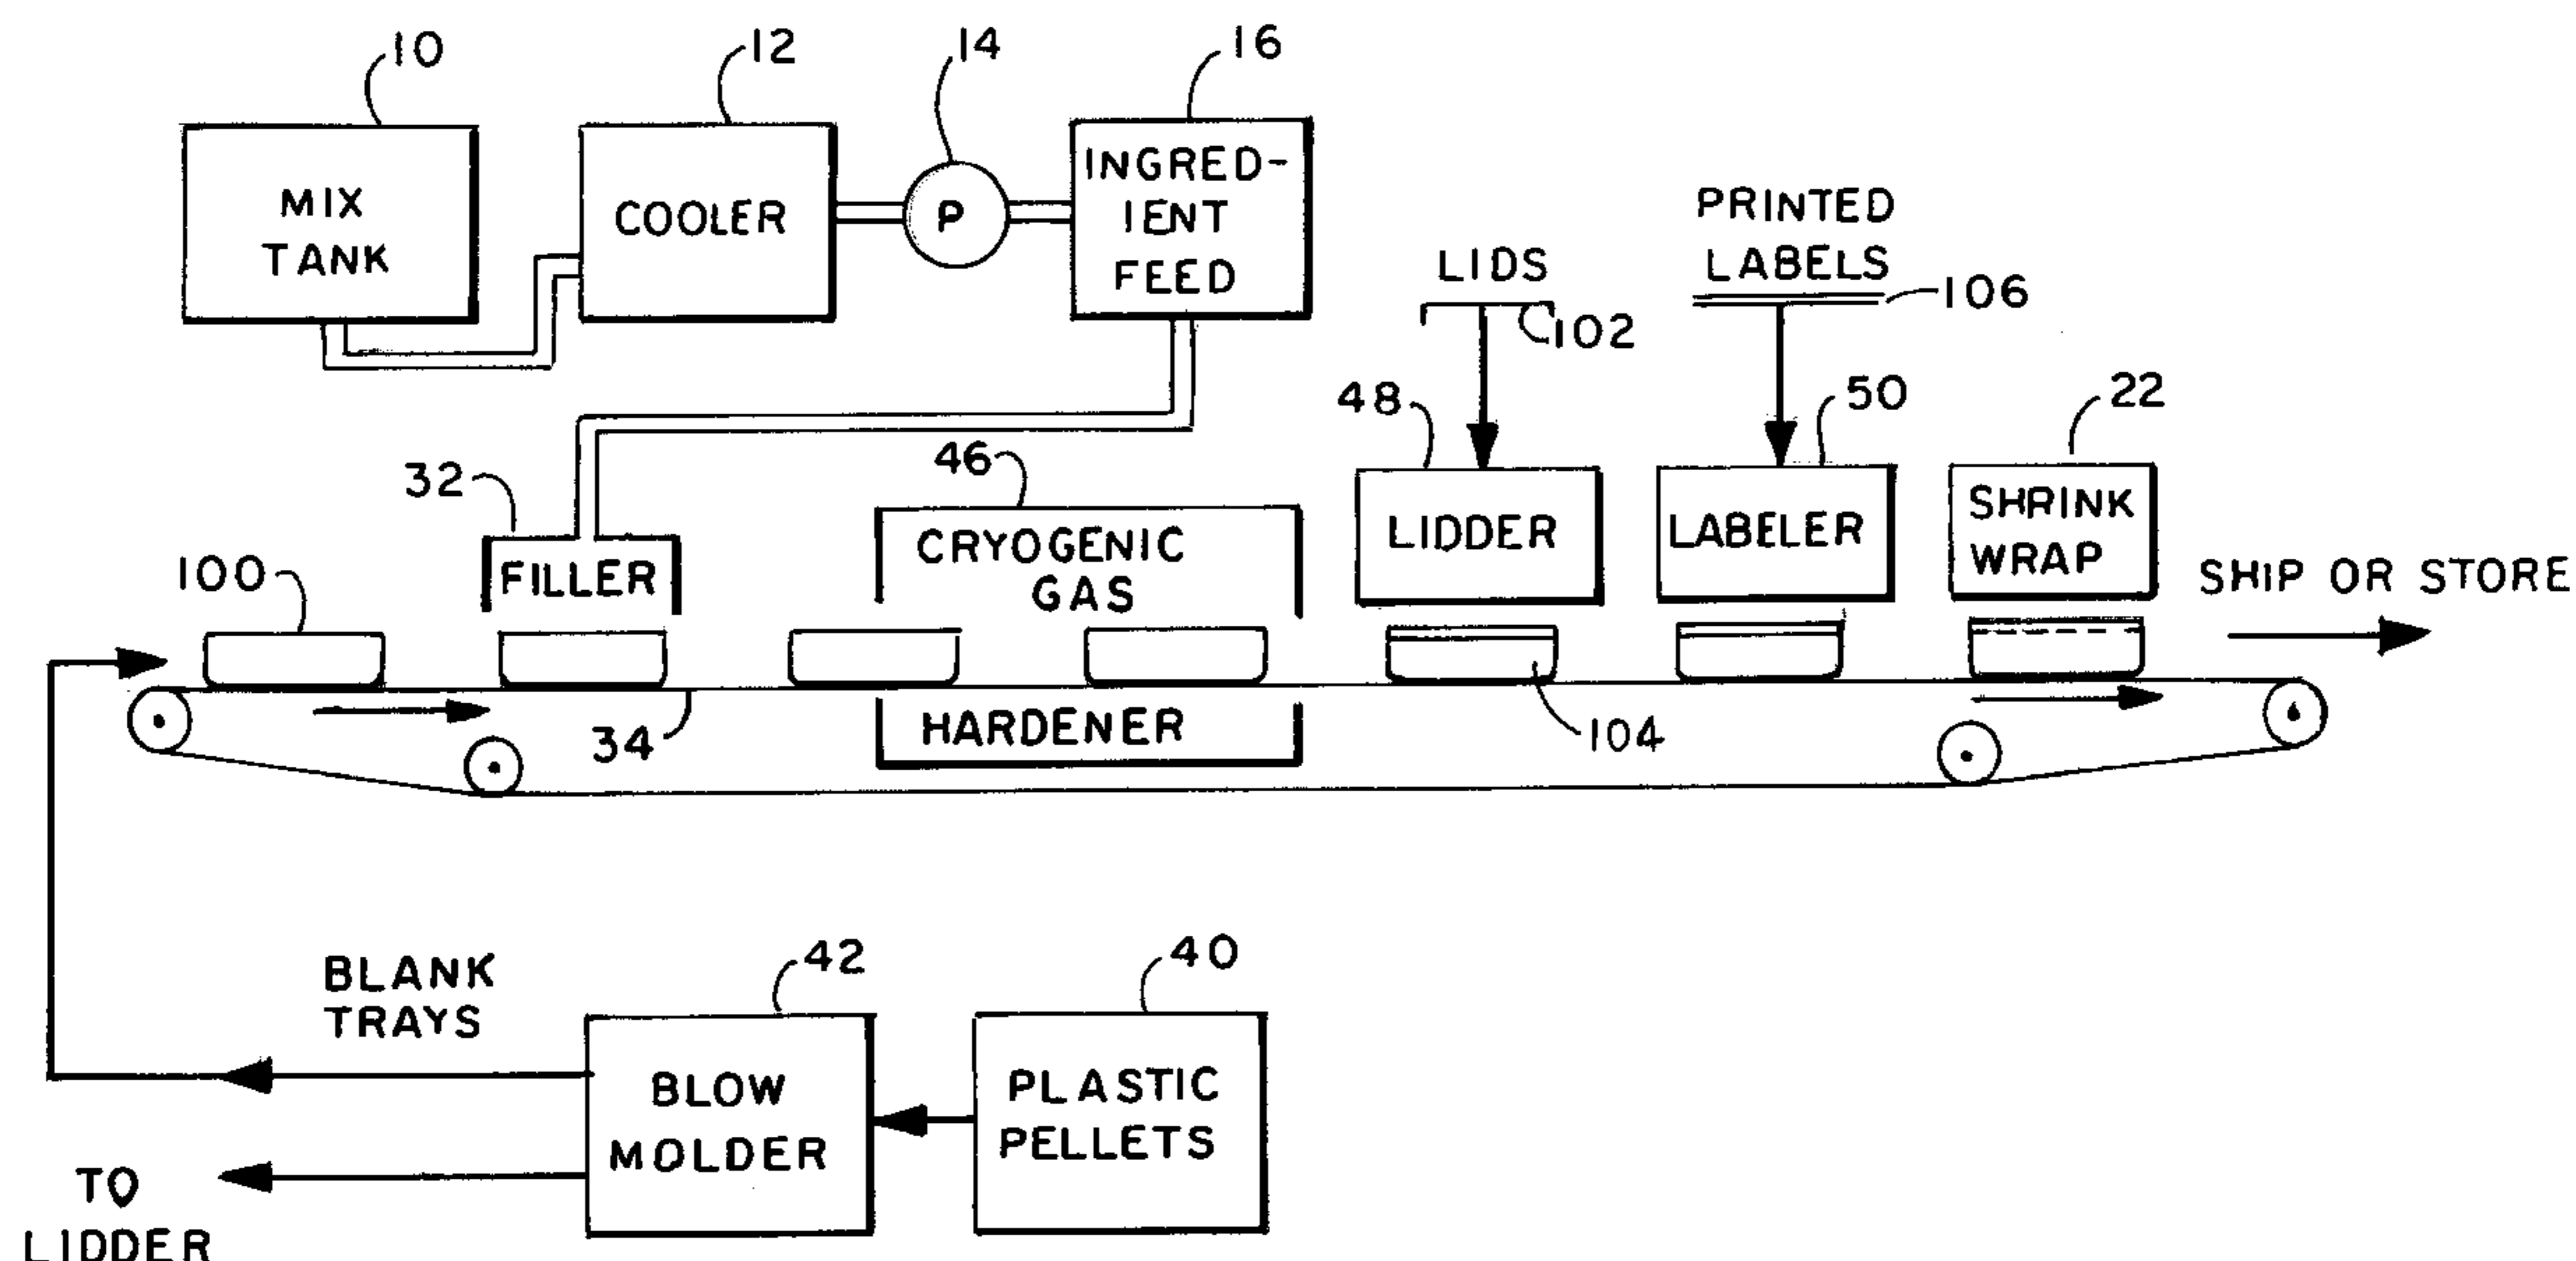 10
12
14
16
MIX
TANK
COOLER
P
INGRED-
IENT
FEED
LIDS
102
PRINTED
LABELS
106
32
46
48
50
22
100
FILLER
CRYOGENIC
GAS
LIDDER
LABELER
SHRINK
WRAP
SHIP OR STORE
34
HARDENER
104
BLANK
TRAYS
42
40
BLOW
MOLDER
PLASTIC
PELLETS
TO
LIDDER